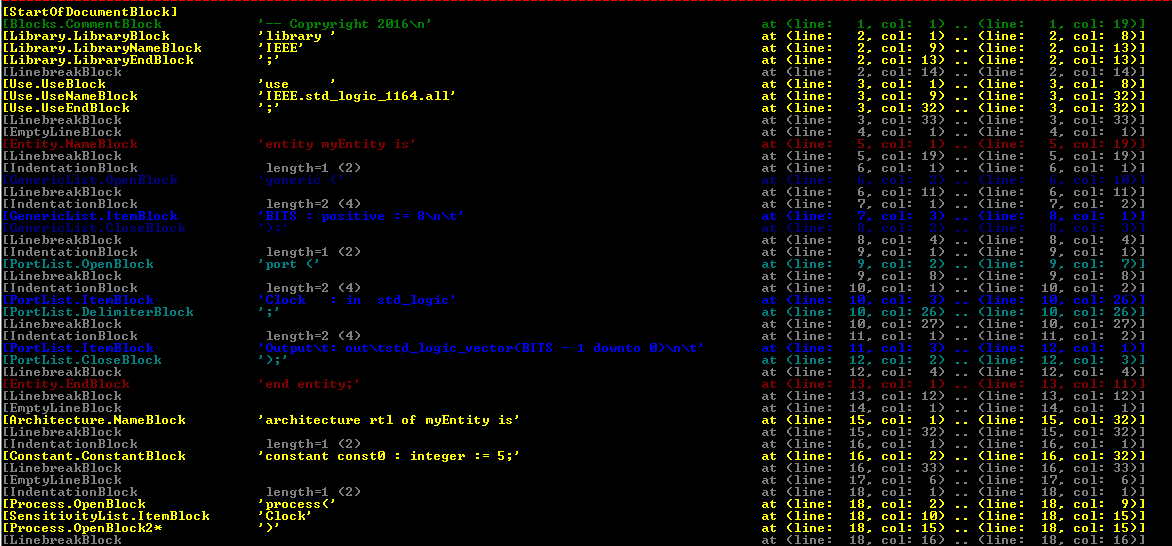 [StartOfDocumentBlock]
[Blocks.CommentBlock '-- Copryright 2016\n' at (line: 1, col: 1) .. (line: 1, col: 19)]
[Library.LibraryBlock 'library ' at (line: 2, col: 1) .. (line: 2, col: 8)]
[Library.LibraryNameBlock 'IEEE' at (line: 2, col: 9) .. (line: 2, col: 13)]
[Library.LibraryEndBlock ';' at (line: 2, col: 13) .. (line: 2, col: 13)]
[LinebreakBlock at (line: 2, col: 14) .. (line: 2, col: 14)]
[Use.UseBlock 'use ' at (line: 3, col: 1) .. (line: 3, col: 8)]
[Use.UseNameBlock 'IEEE.std_logic_1164.all' at (line: 3, col: 9) .. (line: 3, col: 32)]
[Use.UseEndBlock ';' at (line: 3, col: 32) .. (line: 3, col: 32)]
[LinebreakBlock at (line: 3, col: 33) .. (line: 3, col: 33)]
[EmptyLineBlock at (line: 4, col: 1) .. (line: 4, col: 1)]
[Entity.NameBlock 'entity myEntity is' at (line: 5, col: 1) .. (line: 5, col: 19)]
[LinebreakBlock at (line: 5, col: 19) .. (line: 5, col: 19)]
[IndentationBlock length=1 (2) at (line: 6, col: 1) .. (line: 6, col: 1)]
[GenericList.OpenBlock 'generic (' at (line: 6, col: 2) .. (line: 6, col: 10)]
[LinebreakBlock at (line: 6, col: 11) .. (line: 6, col: 11)]
[IndentationBlock length=2 (4) at (line: 7, col: 1) .. (line: 7, col: 2)]
[GenericList.ItemBlock 'BITS : positive := 8\n\t' at (line: 7, col: 3) .. (line: 8, col: 1)]
[GenericList.CloseBlock ');' at (line: 8, col: 2) .. (line: 8, col: 3)]
[LinebreakBlock at (line: 8, col: 4) .. (line: 8, col: 4)]
[IndentationBlock length=1 (2) at (line: 9, col: 1) .. (line: 9, col: 1)]
[PortList.OpenBlock 'port (' at (line: 9, col: 2) .. (line: 9, col: 7)]
[LinebreakBlock at (line: 9, col: 8) .. (line: 9, col: 8)]
[IndentationBlock length=2 (4) at (line: 10, col: 1) .. (line: 10, col: 2)]
[PortList.ItemBlock 'Clock : in std_logic' at (line: 10, col: 3) .. (line: 10, col: 26)]
[PortList.DelimiterBlock ';' at (line: 10, col: 26) .. (line: 10, col: 26)]
[LinebreakBlock at (line: 10, col: 27) .. (line: 10, col: 27)]
[IndentationBlock length=2 (4) at (line: 11, col: 1) .. (line: 11, col: 2)]
[PortList.ItemBlock 'Output\t: out\tstd_logic_vector(BITS - 1 downto 0)\n\t' at (line: 11, col: 3) .. (line: 12, col: 1)]
[PortList.CloseBlock ');' at (line: 12, col: 2) .. (line: 12, col: 3)]
[LinebreakBlock at (line: 12, col: 4) .. (line: 12, col: 4)]
[Entity.EndBlock 'end entity;' at (line: 13, col: 1) .. (line: 13, col: 11)]
[LinebreakBlock at (line: 13, col: 12) .. (line: 13, col: 12)]
[EmptyLineBlock at (line: 14, col: 1) .. (line: 14, col: 1)]
[Architecture.NameBlock 'architecture rtl of myEntity is' at (line: 15, col: 1) .. (line: 15, col: 32)]
[LinebreakBlock at (line: 15, col: 32) .. (line: 15, col: 32)]
[IndentationBlock length=1 (2) at (line: 16, col: 1) .. (line: 16, col: 1)]
[Constant.ConstantBlock 'constant const0 : integer := 5;' at (line: 16, col: 2) .. (line: 16, col: 32)]
[LinebreakBlock at (line: 16, col: 33) .. (line: 16, col: 33)]
[EmptyLineBlock at (line: 17, col: 6) .. (line: 17, col: 6)]
[IndentationBlock length=1 (2) at (line: 18, col: 1) .. (line: 18, col: 1)]
[Process.OpenBlock 'process(' at (line: 18, col: 2) .. (line: 18, col: 9)]
[SensitivityList.ItemBlock 'Clock' at (line: 18, col: 10) .. (line: 18, col: 15)]
[Process.OpenBlock2* ')' at (line: 18, col: 15) .. (line: 18, col: 15)]
[LinebreakBlock at (line: 18, col: 16) .. (line: 18, col: 16)]